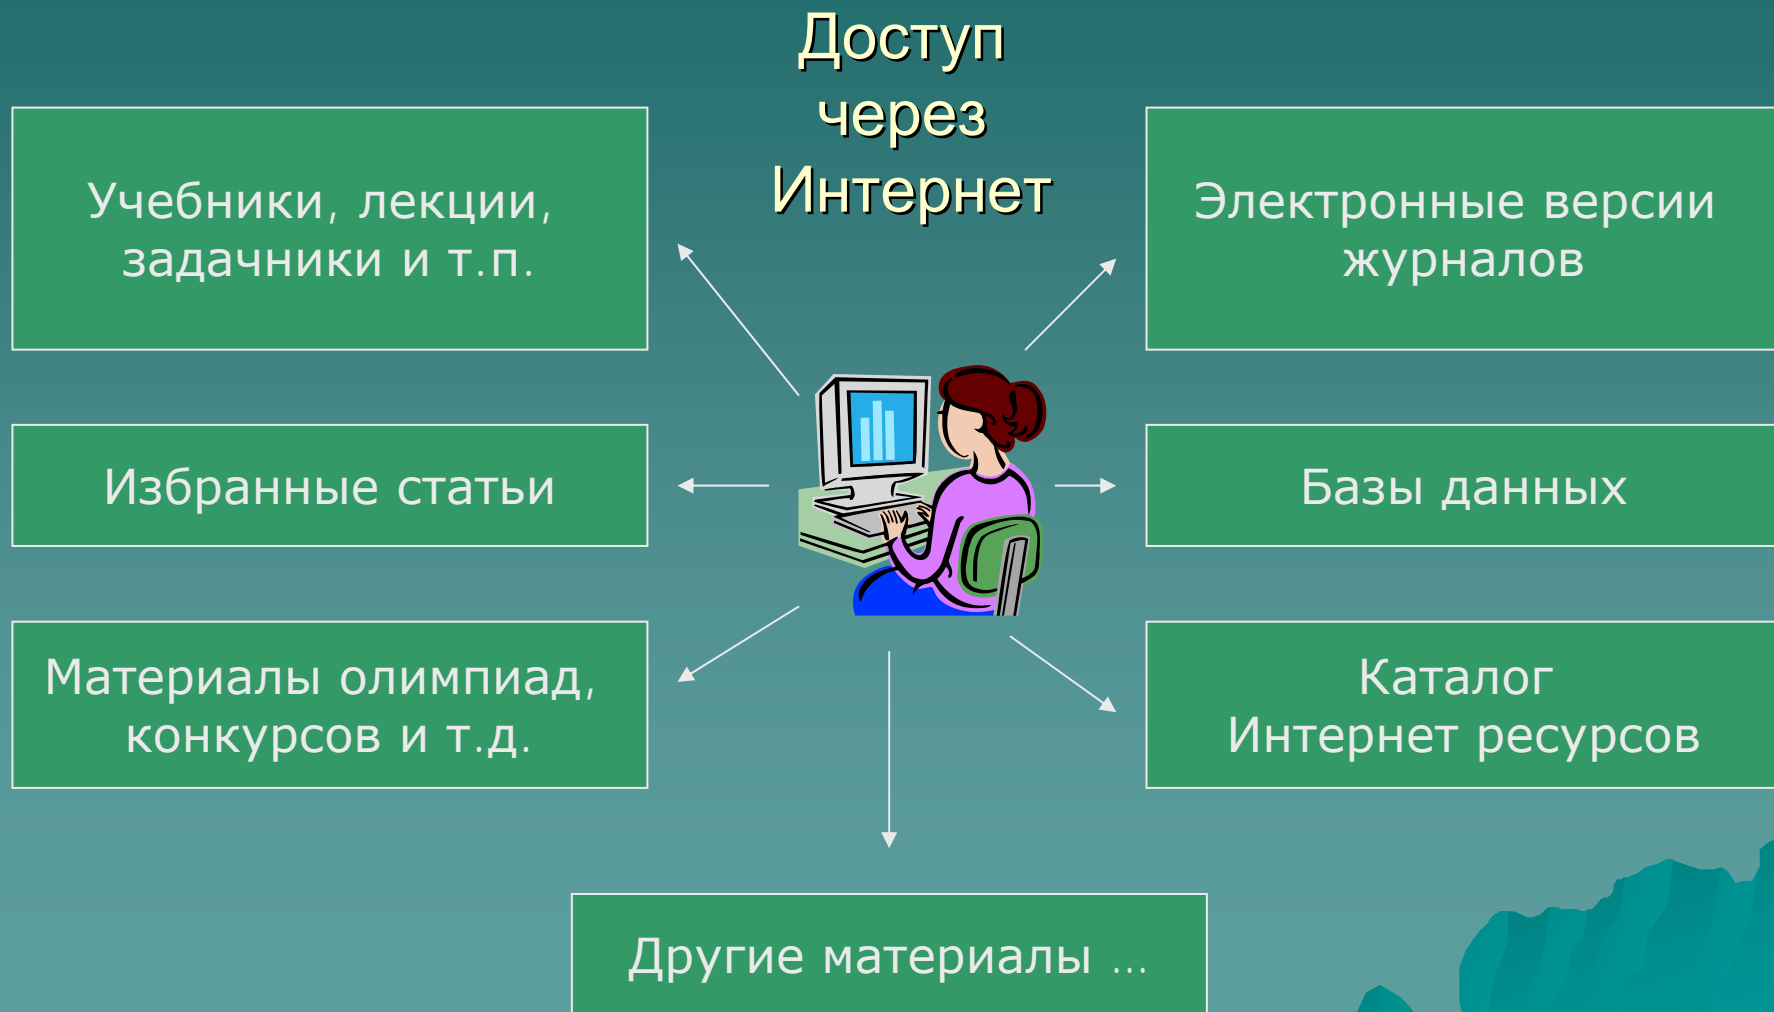 Доступ
через
Интернет
Учебники, лекции,
задачники и т.п.
Электронные версии
журналов
Избранные статьи
Базы данных
Материалы олимпиад,
конкурсов и т.д.
Каталог
Интернет ресурсов
Другие материалы ...